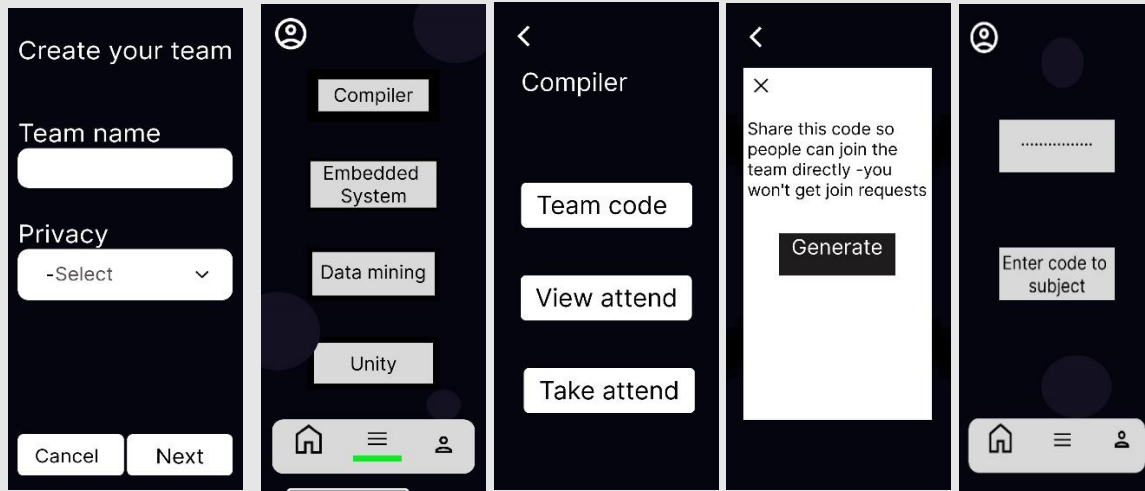 Create your team
Team name
Privacy
-Select
Cancel
Next
Compiler
Embedded
System
Data mining
Unity
Compiler
Team code
View attend
Take attend
Share this code so
people can join the
team directly -you
won't get join requests
Generate
................
Enter code to
subject